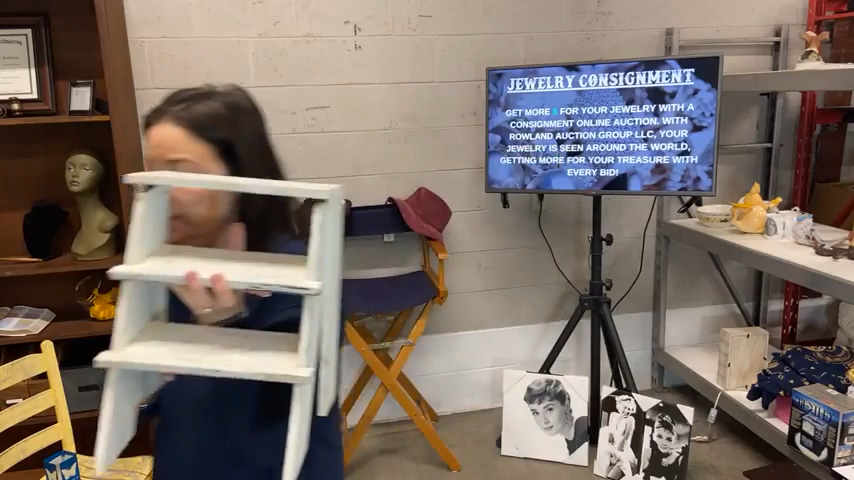 JEWELRY CONSIGNMENT
GET MORE $ FOR YOUR JEWELRY WITH A
CONSIGNMENT ONLINE AUCTION. WITH
ROWLAND AUCTION GROUP LLC, YOUR
JEWELRY IS SEEN AROUND THE WORLD,
GETTING MORE FOR YOUR TREASURE WITH
EVERY BID!